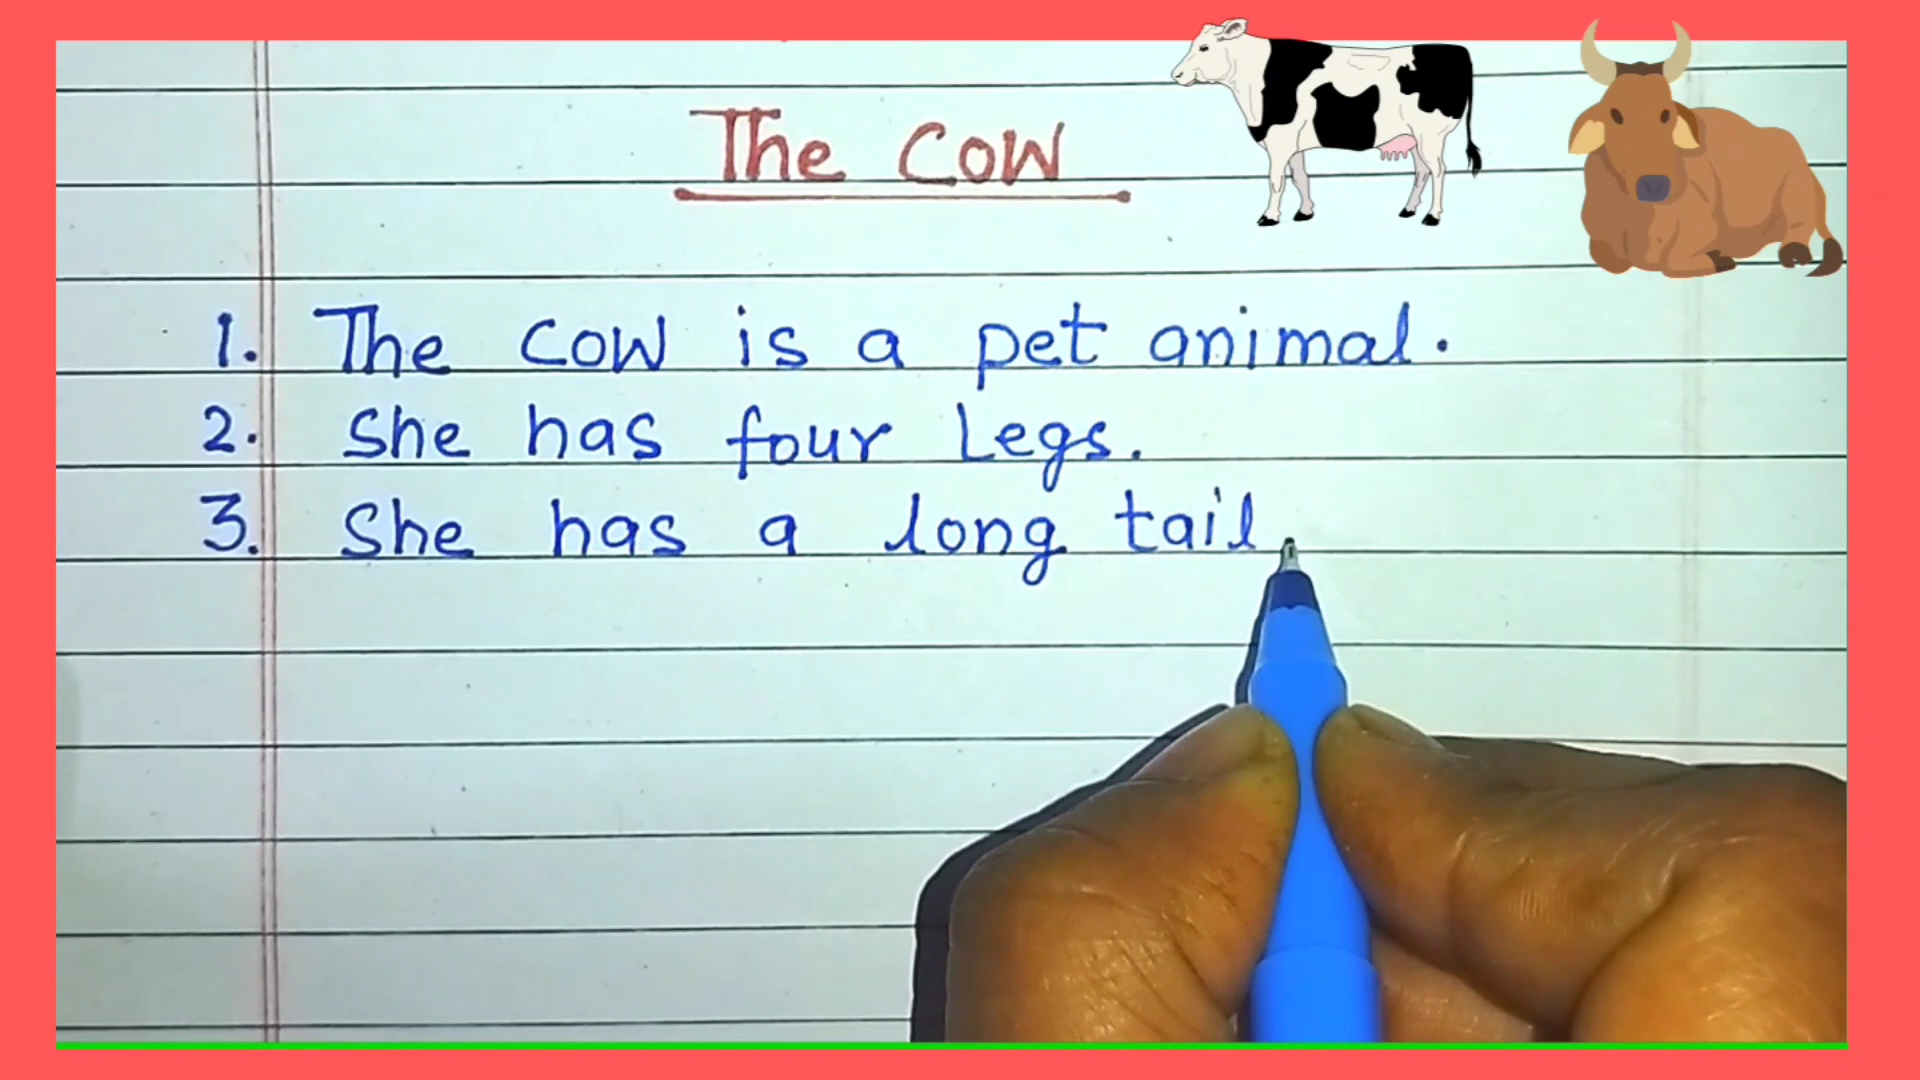 The Cow
1. The Cow is a pet animal.
2. She has four Legs.
3. She has a long tail.